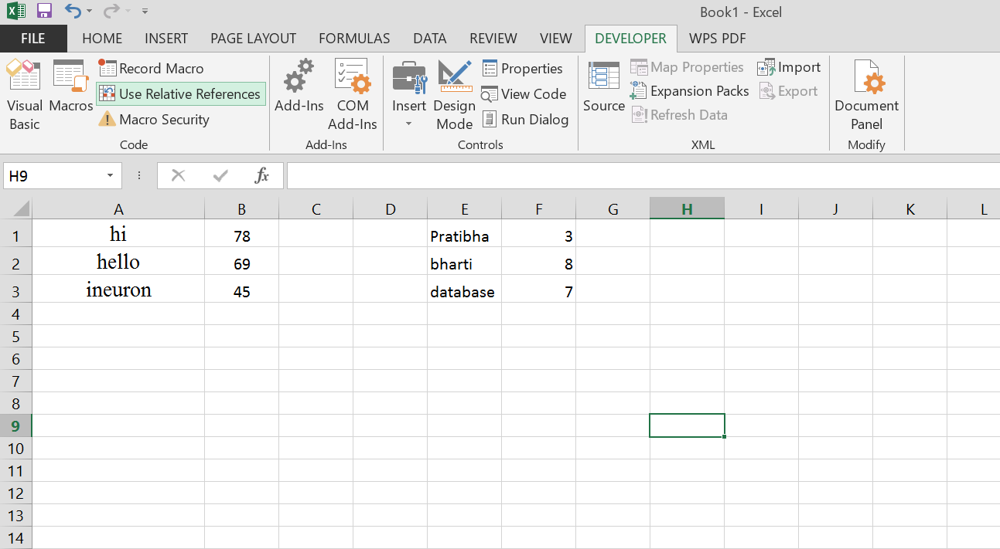 Book1 - Excel
FILE HOME INSERT PAGE LAYOUT FORMULAS DATA REVIEW VIEW DEVELOPER WPS PDF
Visual Basic
Macros
Record Macro
Use Relative References
Macro Security
Code
Add-Ins
COM Add-Ins
Add-Ins
Insert
Design Mode
Properties
View Code
Run Dialog
Controls
Source
Map Properties
Expansion Packs
Refresh Data
Import
Export
XML
Document Panel
Modify
H9 fx
A B C D E F G H I J K L
1 hi 78 Pratibha 3
2 hello 69 bharti 8
3 ineuron 45 database 7
4
5
6
7
8
9
10
11
12
13
14